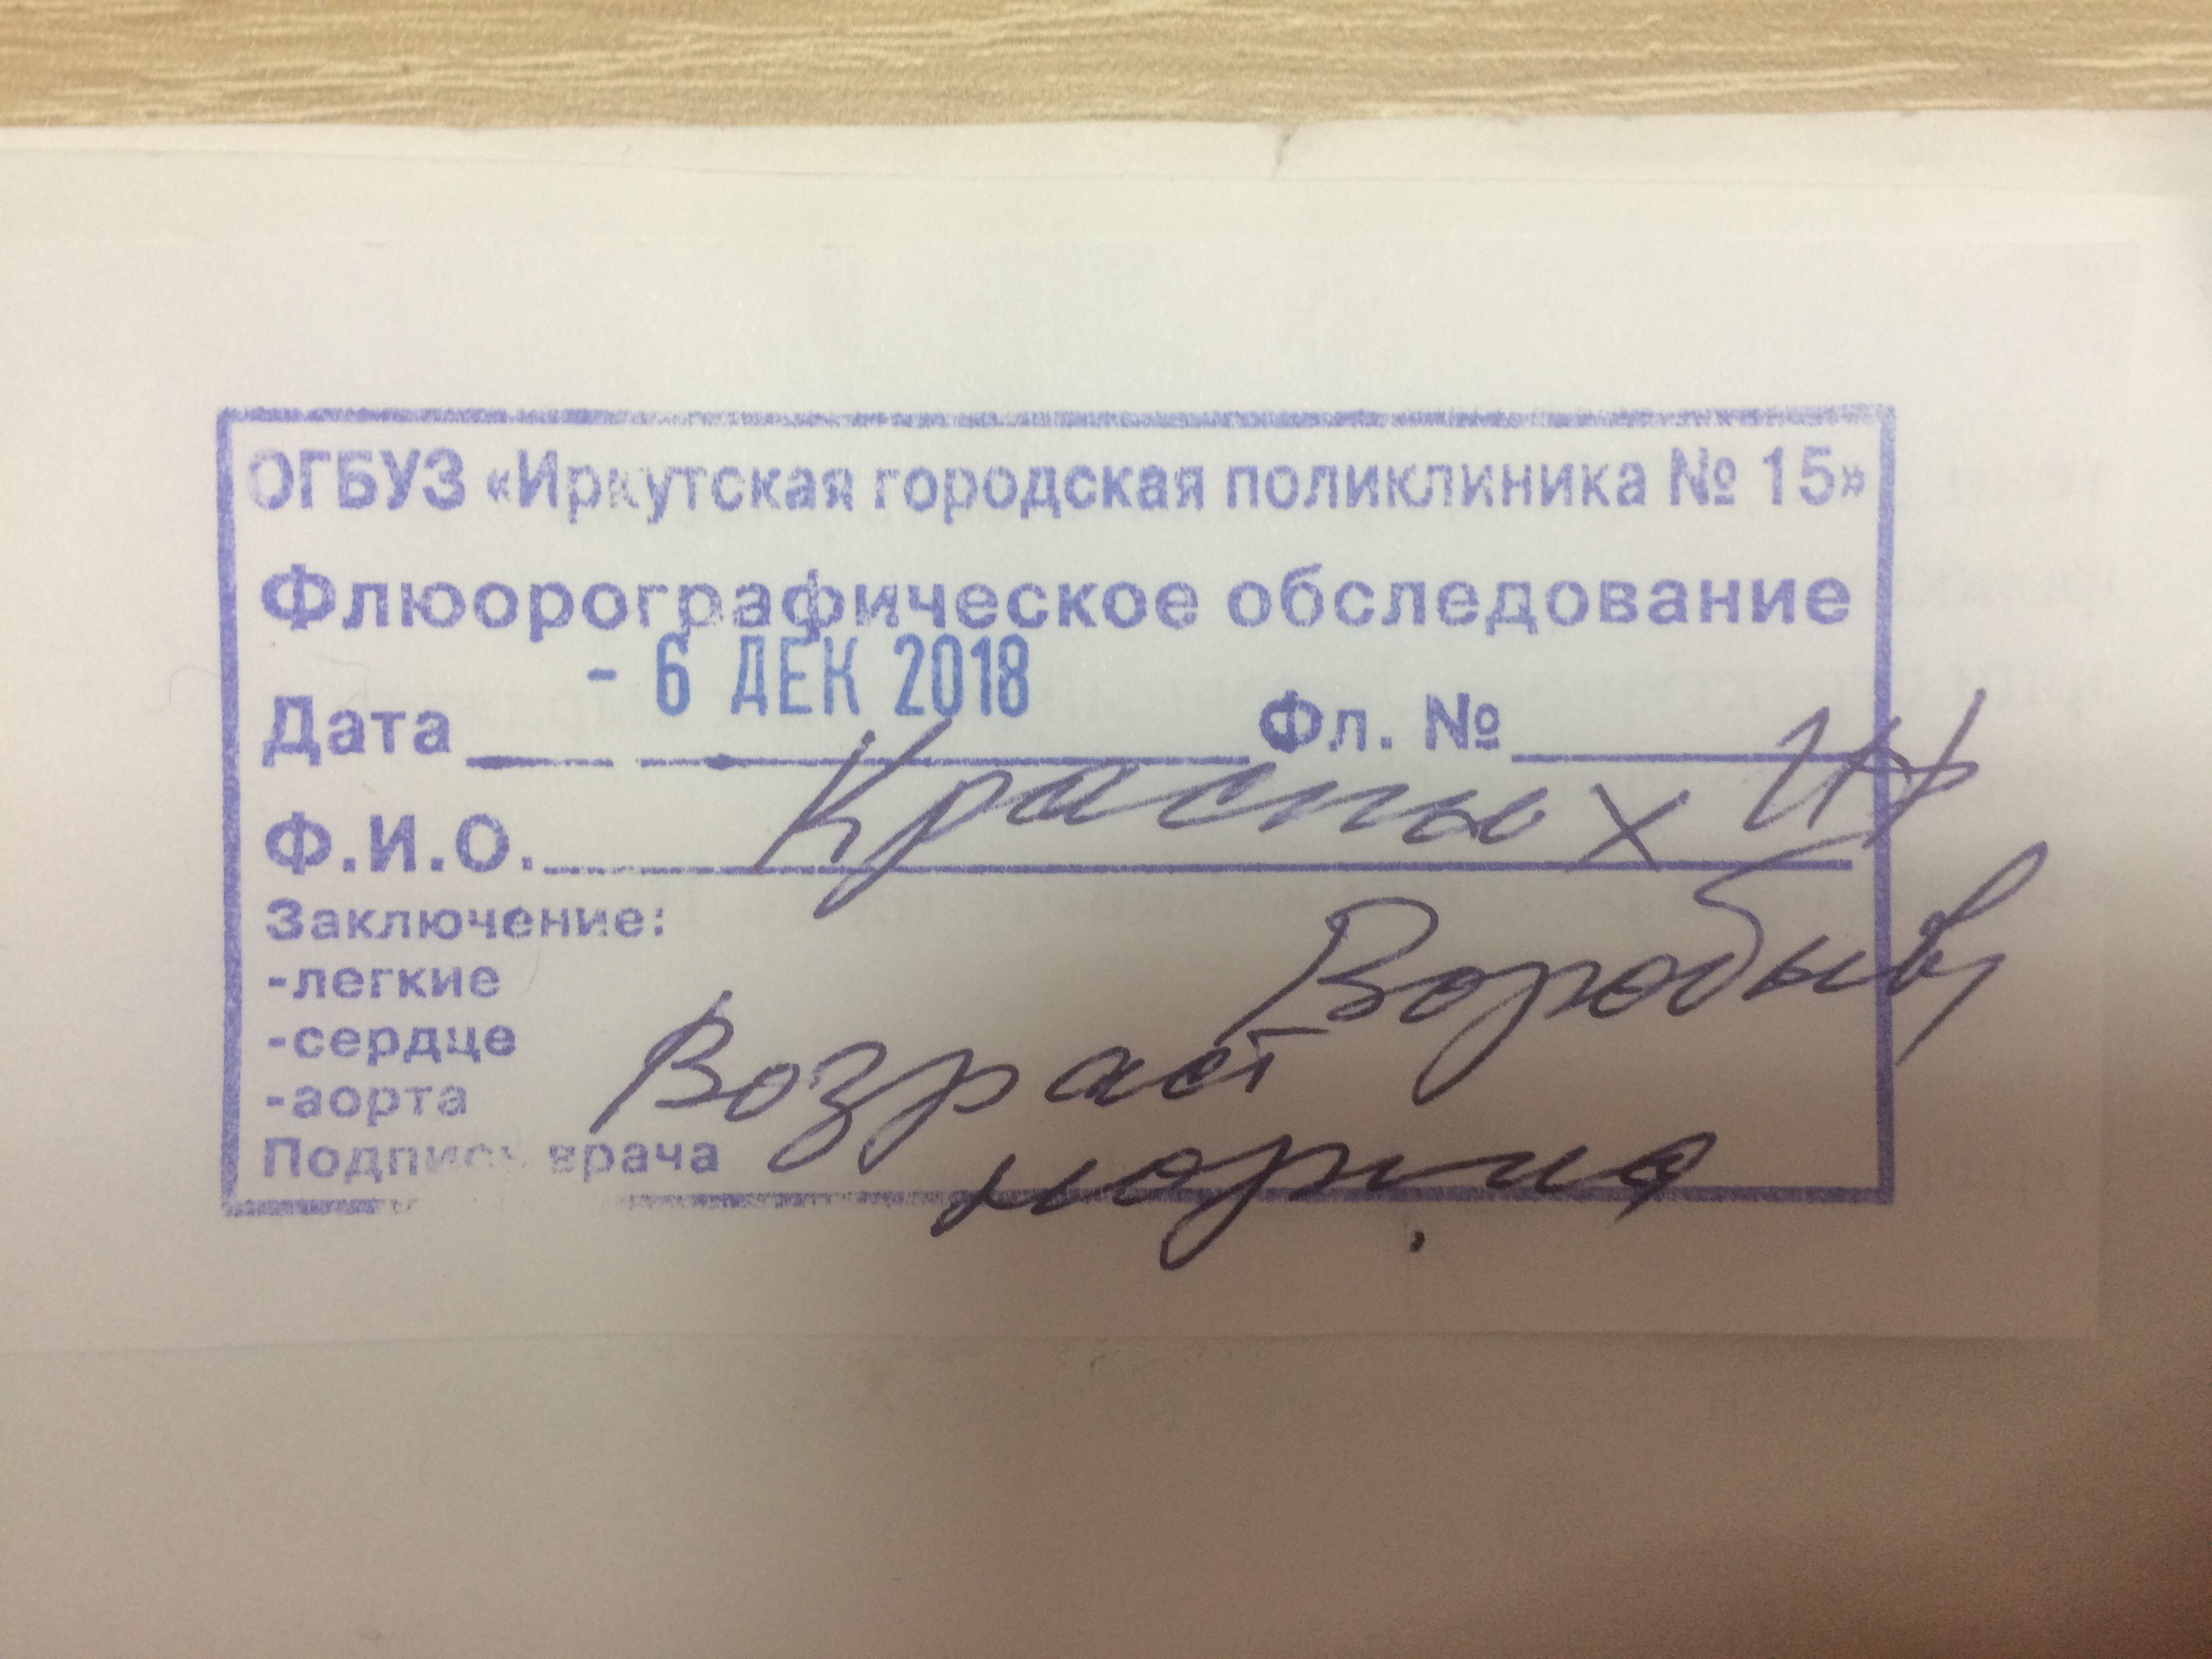 ОГБУЗ «Иркутская городская поликлиника № 15»
Флюорографическое обследование
- 6 ДЕК 2018
Дата Фл. №
Ф.И.О. Красных
Заключение:
-легкие
-сердце
-аорта
Возраст
Подпись врача
норма